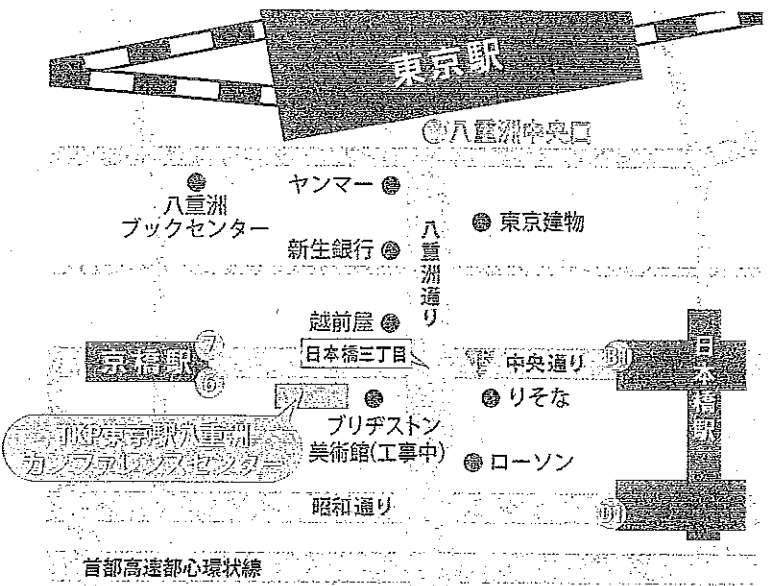 東京駅
八重洲中央口
ヤンマー
八重洲
ブックセンター
東京建物
新生銀行
八重洲通り
越前屋
日本橋三丁目
京橋駅
7
6
中央通り
B1
日本橋駅
りそな
ブリヂストン
美術館(工事中)
TKP東京駅八重洲
カンファレンスセンター
ローソン
昭和通り
D1
首都高速都心環状線